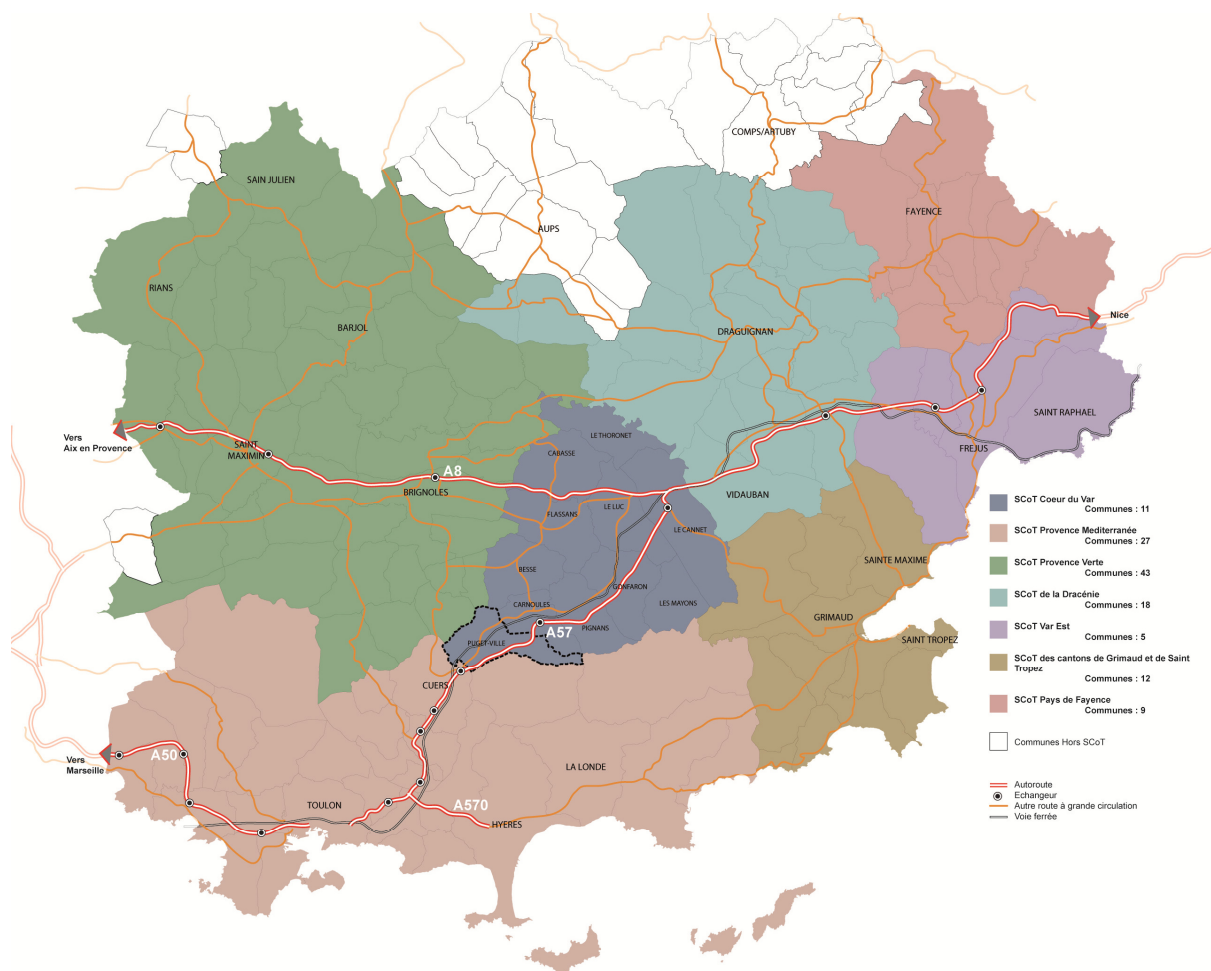 COMPS/ARTUBY
SAIN JULIEN
FAYENCE
AUPS
RIANS
BARJOL
DRAGUIGNAN
Nice
SAINT RAPHAEL
Vers
Aix en Provence
SAINT
MAXIMIN
LE THORONET
CABASSE
FREJUS
A8
BRIGNOLES
VIDAUBAN
FLASSANS
LE LUC
LE CANNET
SAINTE MAXIME
BESSE
GONFARON
CARNOULES
LES MAYONS
GRIMAUD
A57
PIGNANS
PUGET-VILLE
SAINT TROPEZ
CUERS
Vers
Marseille
A50
LA LONDE
TOULON
A570
HYERES
SCoT Coeur du Var
Communes : 11
SCoT Provence Mediterranée
Communes : 27
SCoT Provence Verte
Communes : 43
SCoT de la Dracénie
Communes : 18
SCoT Var Est
Communes : 5
SCoT des cantons de Grimaud et de Saint
Tropez
Communes : 12
SCoT Pays de Fayence
Communes : 9
Communes Hors SCoT
Autoroute
Echangeur
Autre route à grande circulation
Voie ferrée